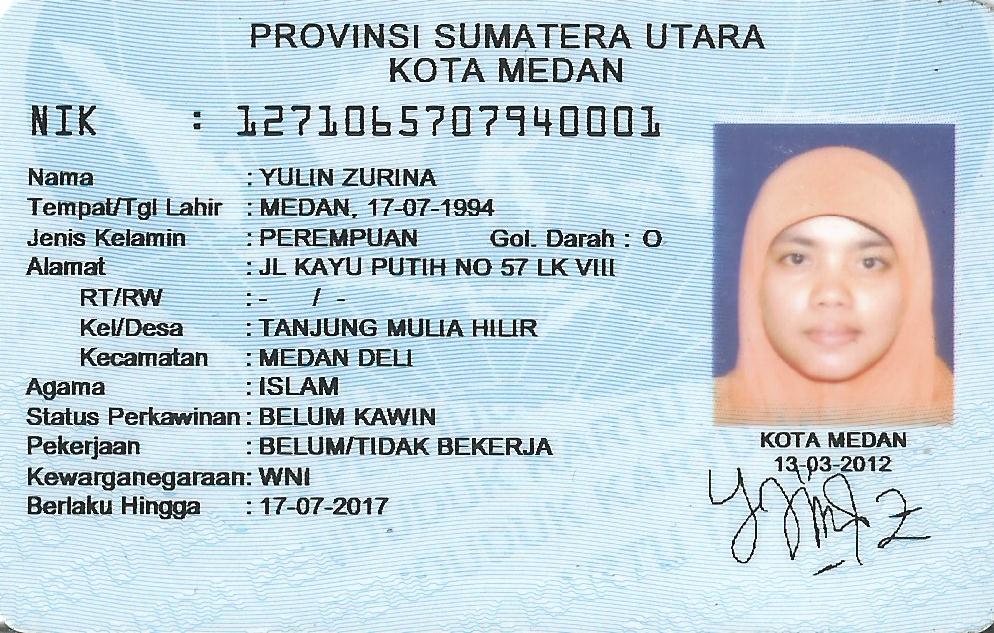 PROVINSI SUMATERA UTARA
KOTA MEDAN
NIK : 1271065707940001
Nama : YULIN ZURINA
Tempat/Tgl Lahir : MEDAN, 17-07-1994
Jenis Kelamin : PEREMPUAN Gol. Darah : O
Alamat : JL KAYU PUTIH NO 57 LK VIII
RT/RW : - / -
Kel/Desa : TANJUNG MULIA HILIR
Kecamatan : MEDAN DELI
Agama : ISLAM
Status Perkawinan : BELUM KAWIN
Pekerjaan : BELUM/TIDAK BEKERJA
Kewarganegaraan: WNI
Berlaku Hingga : 17-07-2017
KOTA MEDAN
13-03-2012